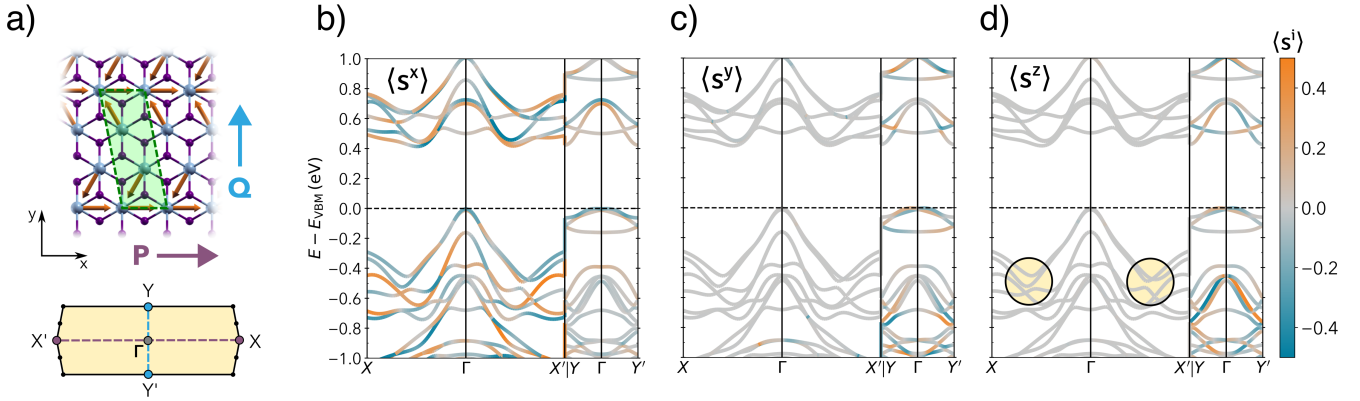 a)
b)
c)
d)
Q
y
x
P
Y
X'
Γ
X
Y'
E − E_VBM (eV)
1.0
0.8
0.6
0.4
0.2
0.0
−0.2
−0.4
−0.6
−0.8
−1.0
⟨s^x⟩
X Γ X'|Y Γ Y'
⟨s^y⟩
X Γ X'|Y Γ Y'
⟨s^z⟩
X Γ X'|Y Γ Y'
⟨s^i⟩
0.4
0.2
0.0
−0.2
−0.4